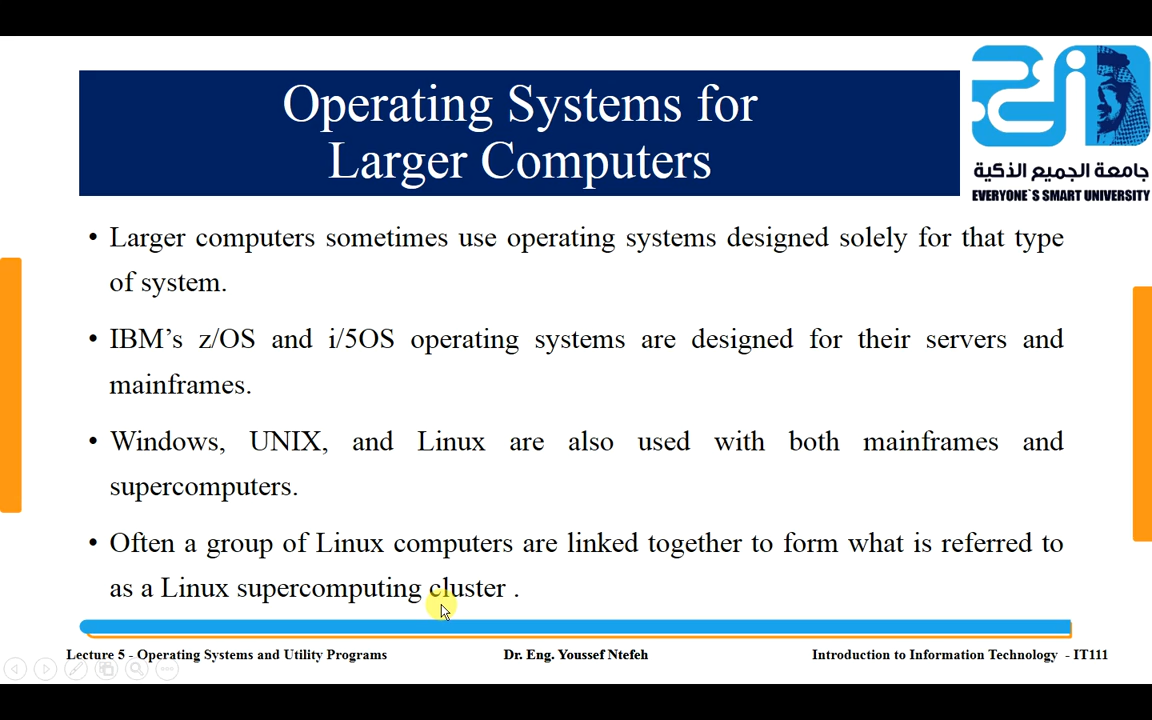 Operating Systems for
Larger Computers
جامعة الجميع الذكية
EVERYONE`S SMART UNIVERSITY
• Larger computers sometimes use operating systems designed solely for that type
of system.
• IBM’s z/OS and i/5OS operating systems are designed for their servers and
mainframes.
• Windows, UNIX, and Linux are also used with both mainframes and
supercomputers.
• Often a group of Linux computers are linked together to form what is referred to
as a Linux supercomputing cluster .
Lecture 5 - Operating Systems and Utility Programs
Dr. Eng. Youssef Ntefeh
Introduction to Information Technology - IT111